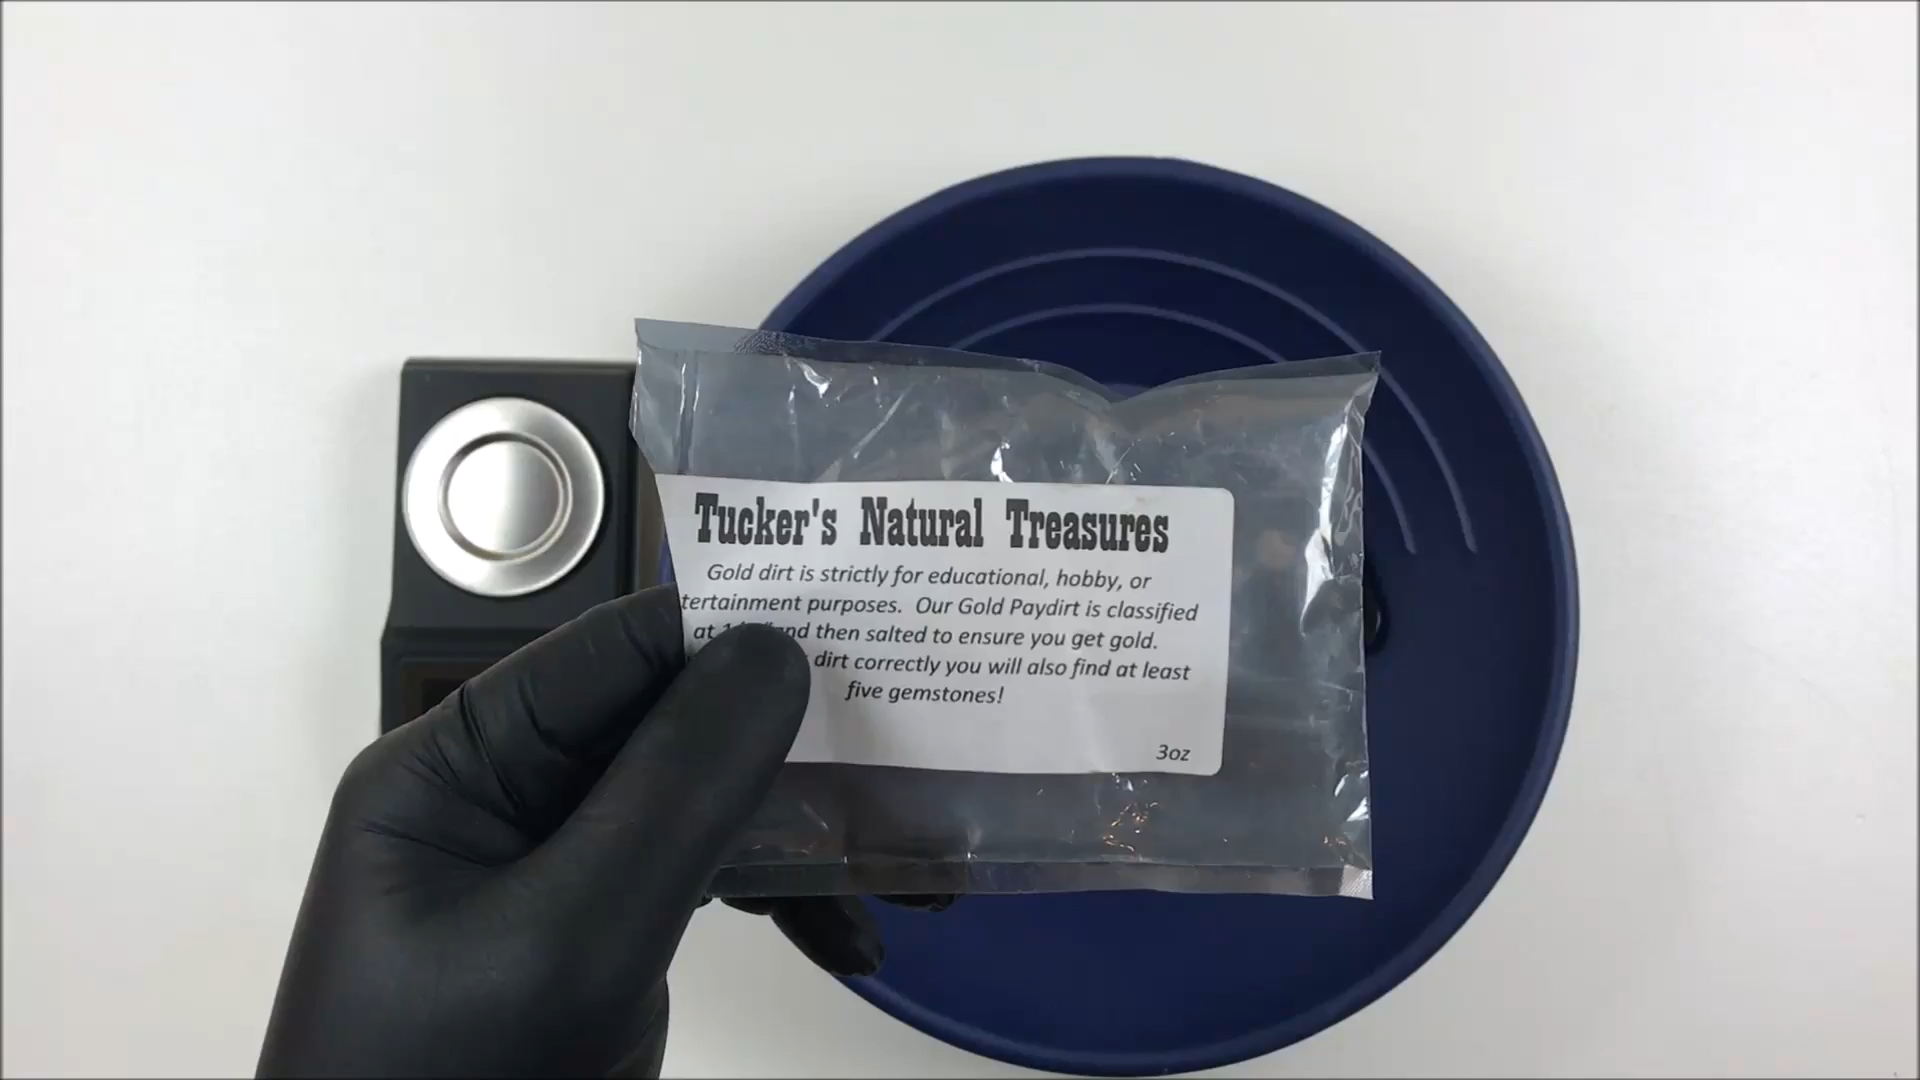 Tucker's Natural Treasures
Gold dirt is strictly for educational, hobby, or
tertainment purposes. Our Gold Paydirt is classified
at and then salted to ensure you get gold.
dirt correctly you will also find at least
five gemstones!
3oz